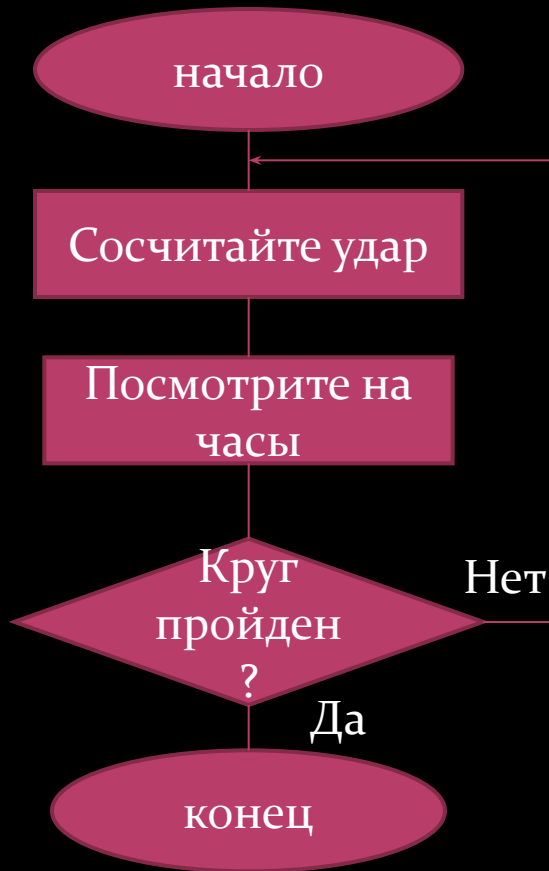 начало
Сосчитайте удар
Посмотрите на
часы
Круг
пройден
?
Нет
Да
конец